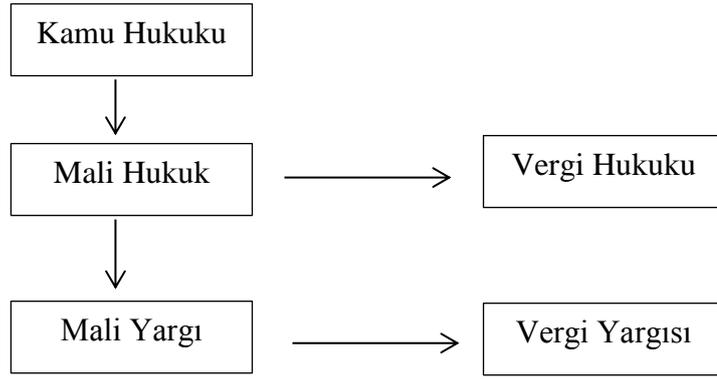 Kamu Hukuku
Mali Hukuk
Vergi Hukuku
Mali Yargı
Vergi Yargısı